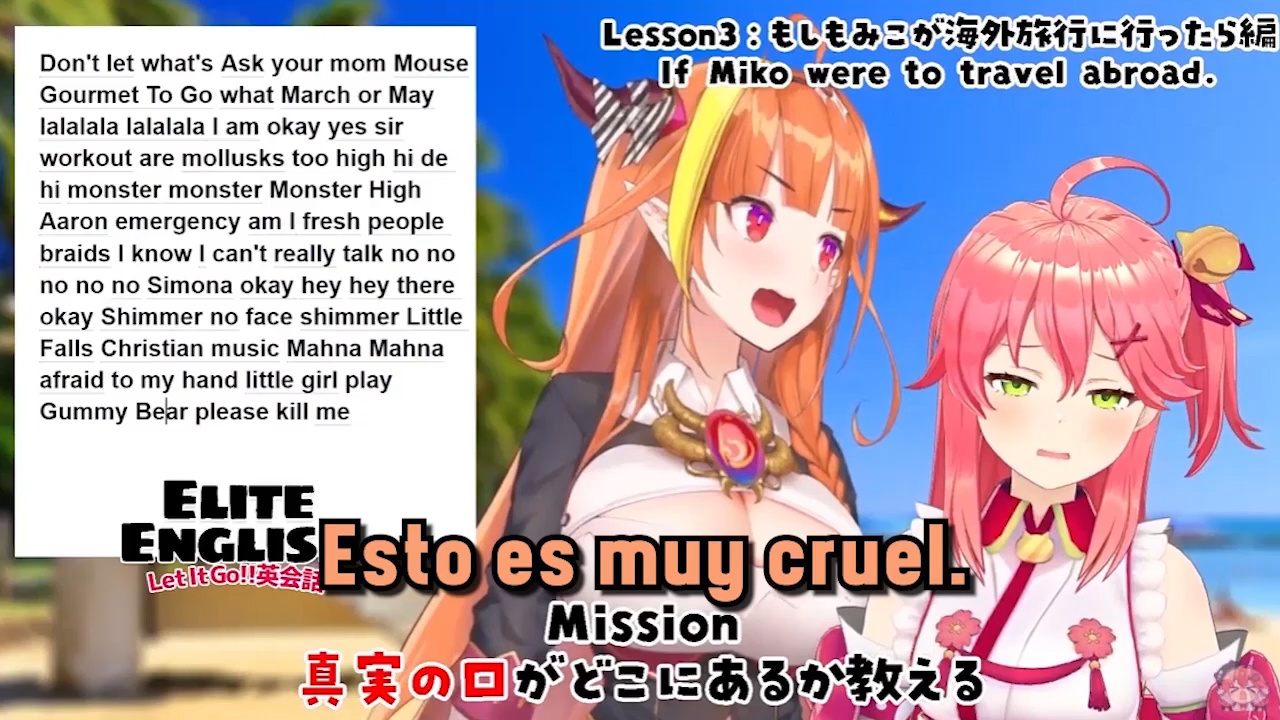 Don't let what's Ask your mom Mouse
Gourmet To Go what March or May
lalalala lalalala I am okay yes sir
workout are mollusks too high hi de
hi monster monster Monster High
Aaron emergency am I fresh people
braids I know I can't really talk no no
no no no Simona okay hey hey there
okay Shimmer no face shimmer Little
Falls Christian music Mahna Mahna
afraid to my hand little girl play
Gummy Bear please kill me
Lesson3：もしもみこが海外旅行に行ったら編
If Miko were to travel abroad.
ELITE
ENGLIS
Let It Go!!英会話
Esto es muy cruel.
Mission
真実の口がどこにあるか教える